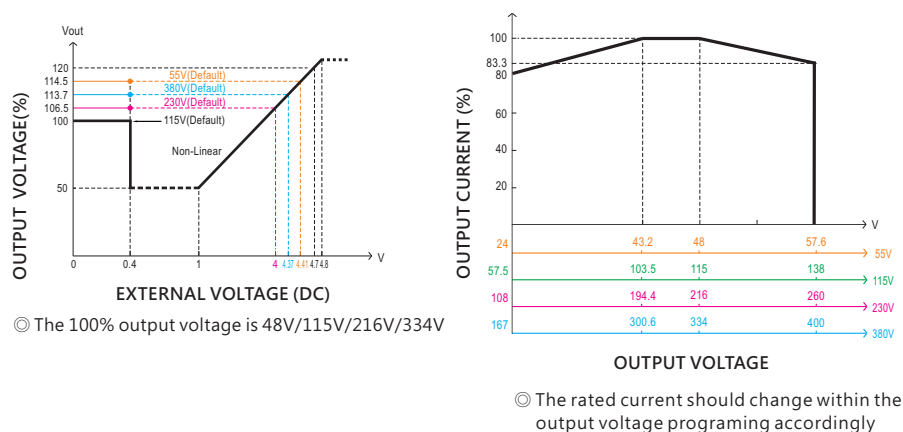 Vout
OUTPUT VOLTAGE(%)
120
114.5
113.7
106.5
100
50
55V(Default)
380V(Default)
230V(Default)
115V(Default)
Non-Linear
0 0.4 1 4 4.37 4.41 4.7 4.8 V
EXTERNAL VOLTAGE (DC)
◎ The 100% output voltage is 48V/115V/216V/334V
OUTPUT CURRENT (%)
100
83.3
80
60
40
20
V
24 43.2 48 57.6 55V
57.5 103.5 115 138 115V
108 194.4 216 260 230V
167 300.6 334 400 380V
OUTPUT VOLTAGE
◎ The rated current should change within the
output voltage programing accordingly